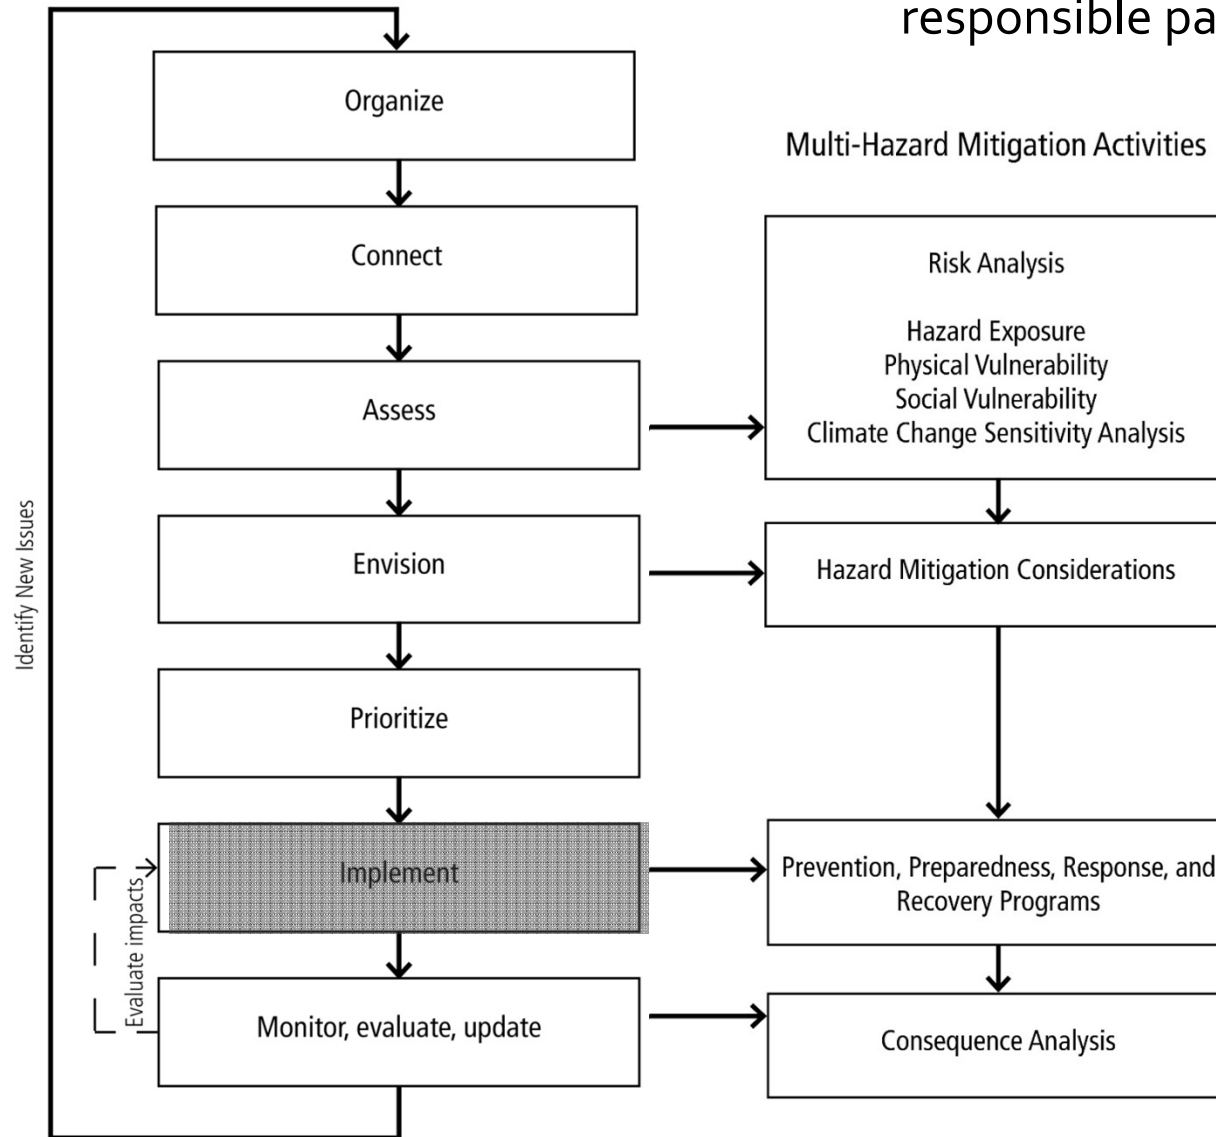 responsible pa
Organize
Connect
Assess
Envision
Prioritize
Implement
Monitor, evaluate, update
Identify New Issues
Evaluate impacts
Multi-Hazard Mitigation Activities
Risk Analysis
Hazard Exposure
Physical Vulnerability
Social Vulnerability
Climate Change Sensitivity Analysis
Hazard Mitigation Considerations
Prevention, Preparedness, Response, and
Recovery Programs
Consequence Analysis